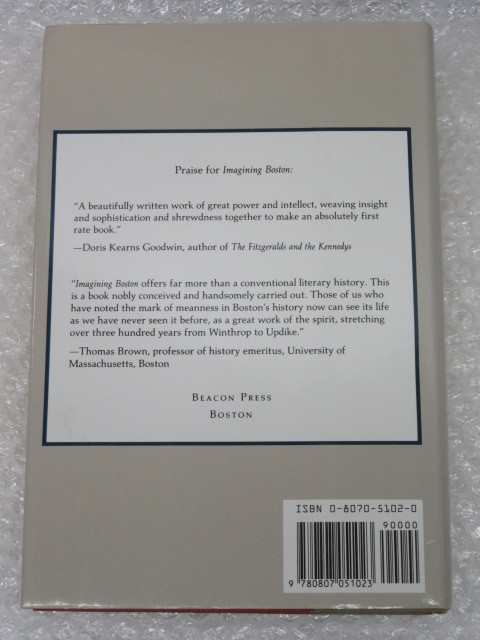 Praise for Imagining Boston:
“A beautifully written work of great power and intellect, weaving insight
and sophistication and shrewdness together to make an absolutely first
rate book.”
—Doris Kearns Goodwin, author of The Fitzgeralds and the Kennedys
“Imagining Boston offers far more than a conventional literary history. This
is a book nobly conceived and handsomely carried out. Those of us who
have noted the mark of meanness in Boston's history now can see its life
as we have never seen it before, as a great work of the spirit, stretching
over three hundred years from Winthrop to Updike.”
—Thomas Brown, professor of history emeritus, University of
Massachusetts, Boston
BEACON PRESS
BOSTON
ISBN 0-8070-5102-0
90000
9 780807 051023